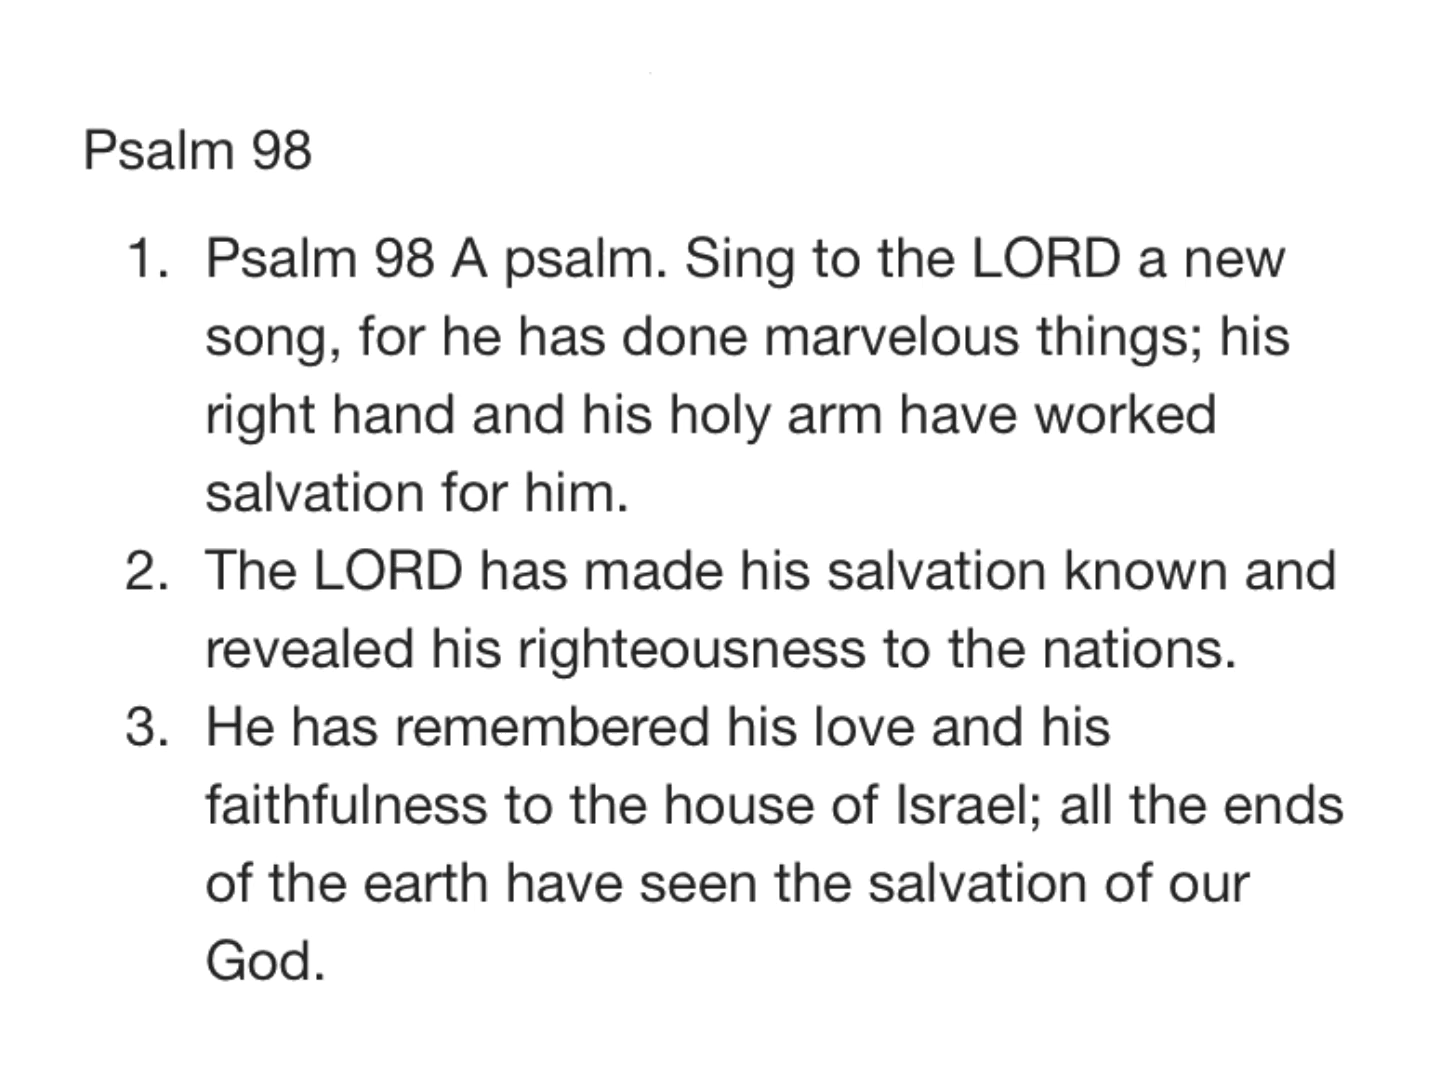 Psalm 98
1. Psalm 98 A psalm. Sing to the LORD a new
song, for he has done marvelous things; his
right hand and his holy arm have worked
salvation for him.
2. The LORD has made his salvation known and
revealed his righteousness to the nations.
3. He has remembered his love and his
faithfulness to the house of Israel; all the ends
of the earth have seen the salvation of our
God.